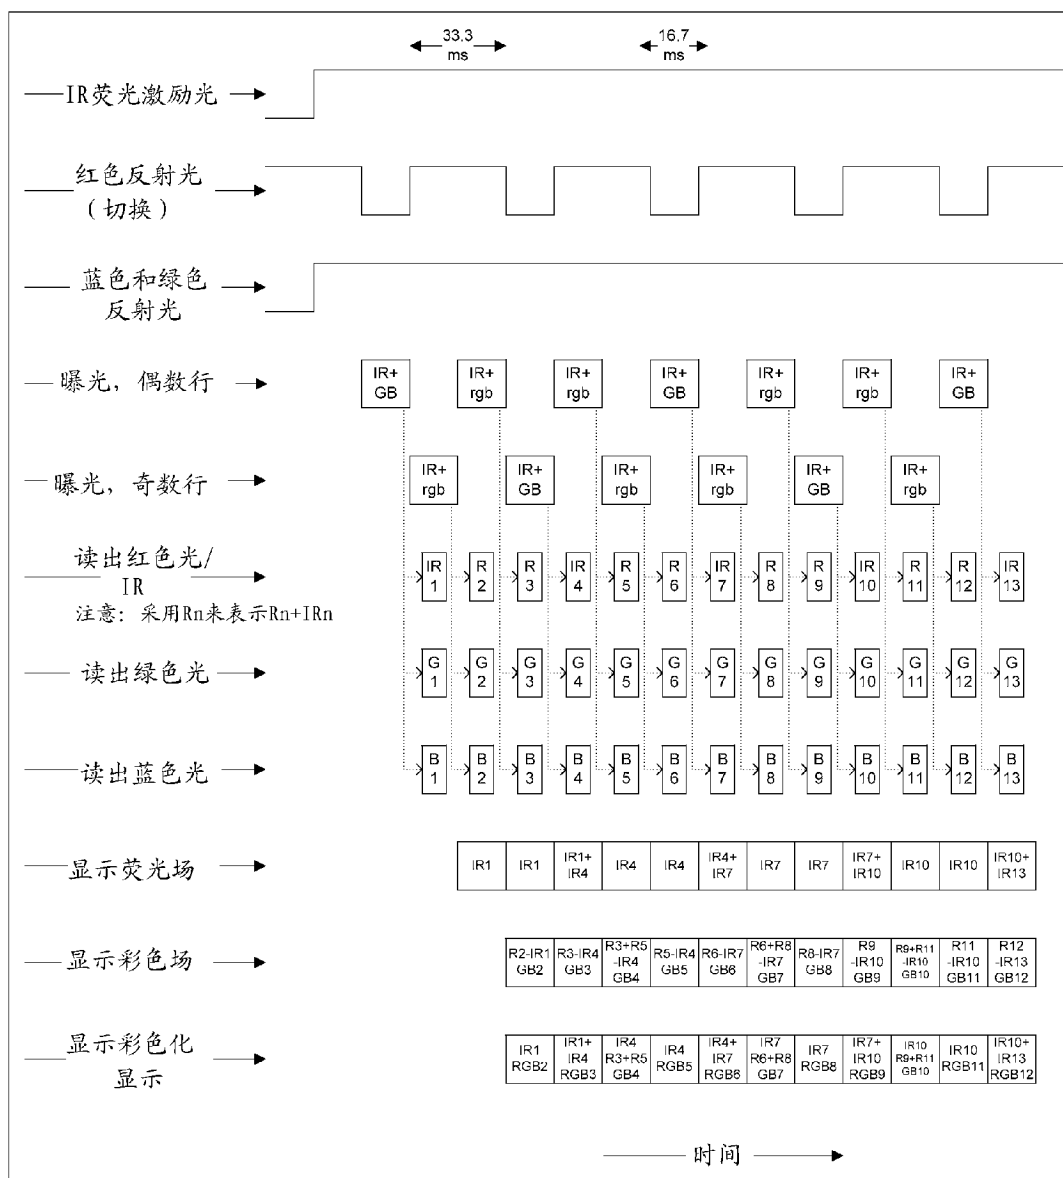 33.3
ms
16.7
ms
IR荧光激励光
红色反射光
(切换)
蓝色和绿色
反射光
曝光，偶数行
IR+ GB
IR+ rgb
IR+ rgb
IR+ GB
IR+ rgb
IR+ rgb
IR+ GB
曝光，奇数行
IR+ rgb
IR+ GB
IR+ rgb
IR+ rgb
IR+ GB
IR+ rgb
读出红色光/
IR
注意：采用Rn来表示Rn+IRn
IR 1
R 2
R 3
IR 4
R 5
R 6
IR 7
R 8
R 9
IR 10
R 11
R 12
IR 13
读出绿色光
G 1
G 2
G 3
G 4
G 5
G 6
G 7
G 8
G 9
G 10
G 11
G 12
G 13
读出蓝色光
B 1
B 2
B 3
B 4
B 5
B 6
B 7
B 8
B 9
B 10
B 11
B 12
B 13
显示荧光场
IR1
IR1
IR1+ IR4
IR4
IR4
IR4+ IR7
IR7
IR7
IR7+ IR10
IR10
IR10
IR10+ IR13
显示彩色场
R2-IR1 GB2
R3-IR4 GB3
R3+R5 -IR4 GB4
R5-IR4 GB5
R6-IR7 GB6
R6+R8 -IR7 GB7
R8-IR7 GB8
R9 -IR10 GB9
R9+R11 -IR10 GB10
R11 -IR10 GB11
R12 -IR13 GB12
显示彩色化
显示
IR1 RGB2
IR1+ IR4 RGB3
IR4 R3+R5 GB4
IR4 RGB5
IR4+ IR7 RGB6
IR7 R6+R8 GB7
IR7 RGB8
IR7+ IR10 RGB9
IR10 R9+R11 GB10
IR10 RGB11
IR10+ IR13 RGB12
时间